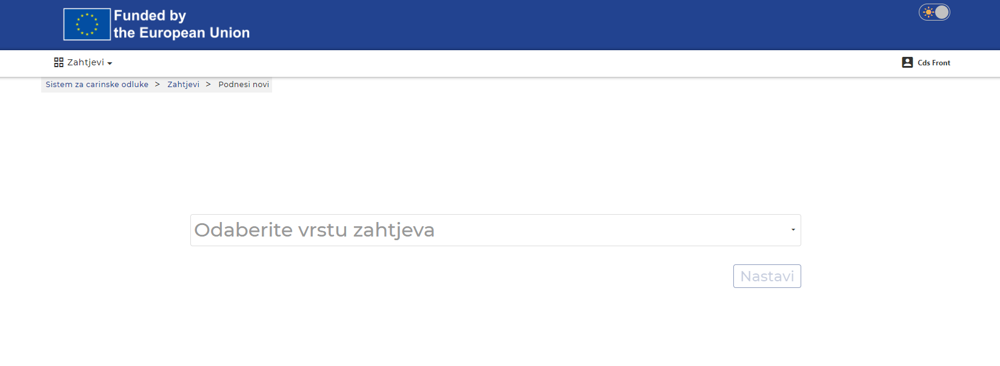 Funded by
the European Union
Zahtjevi
Cds Front
Sistem za carinske odluke > Zahtjevi > Podnesi novi
Odaberite vrstu zahtjeva
Nastavi